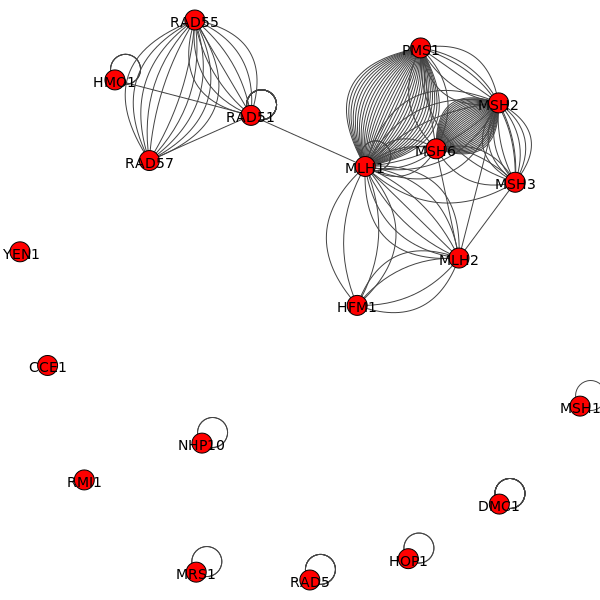 RAD55
PMS1
HMO1
MSH2
RAD51
MSH6
RAD57
MLH1
MSH3
YEN1
MLH2
HFM1
CCE1
MSH1
NHP10
RMI1
DMC1
HOP1
MRS1
RAD5